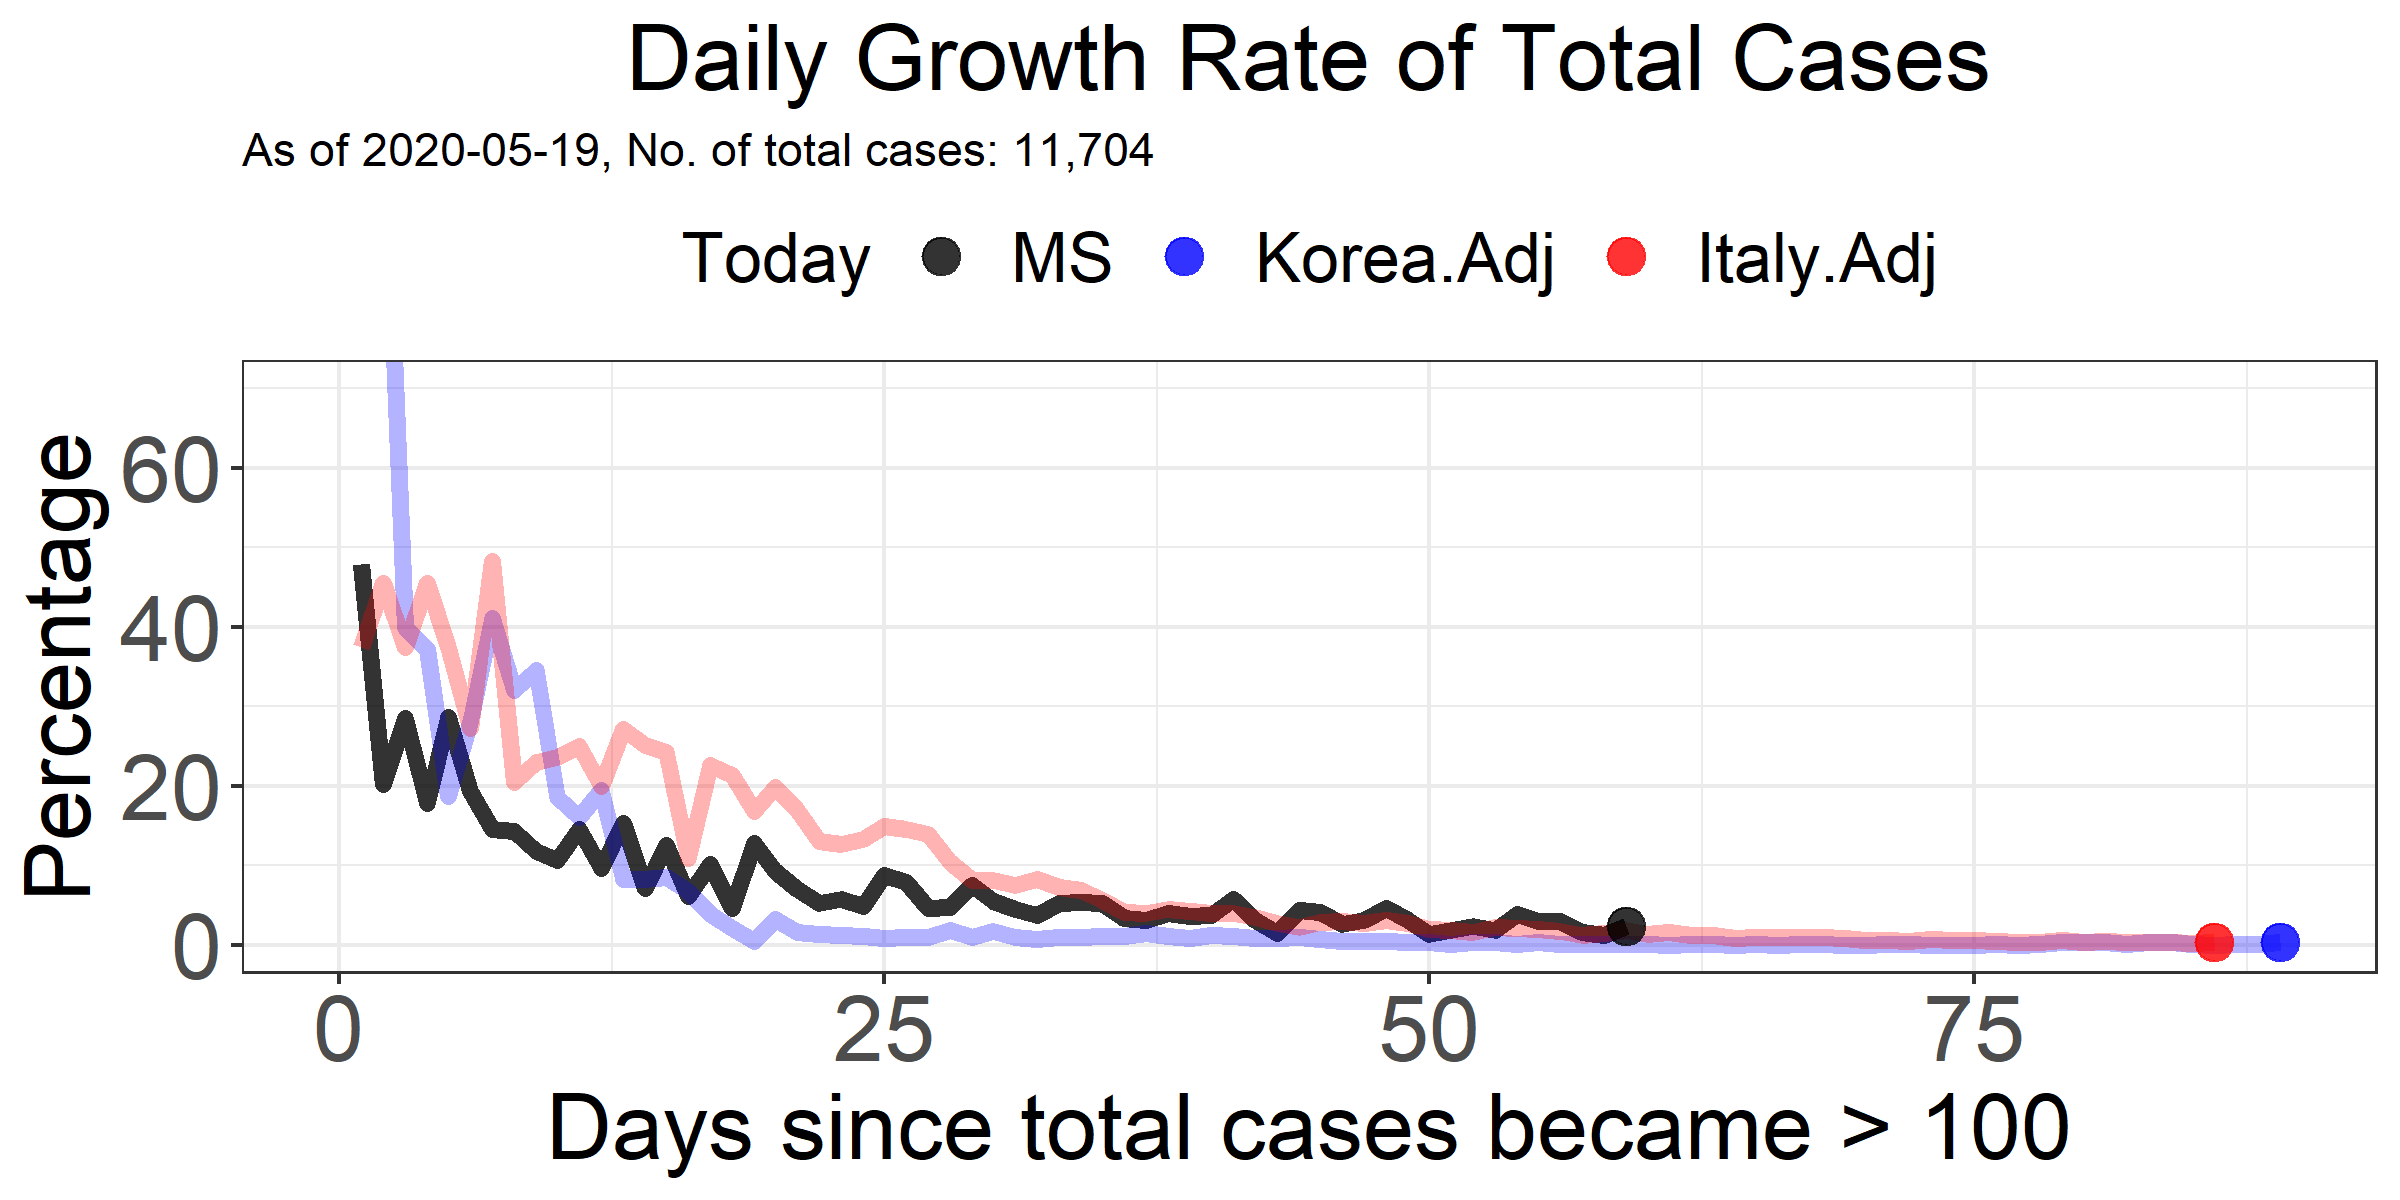 Daily Growth Rate of Total Cases
As of 2020-05-19, No. of total cases: 11,704
Today MS Korea.Adj Italy.Adj
Percentage
60
40
20
0
0 25 50 75
Days since total cases became > 100